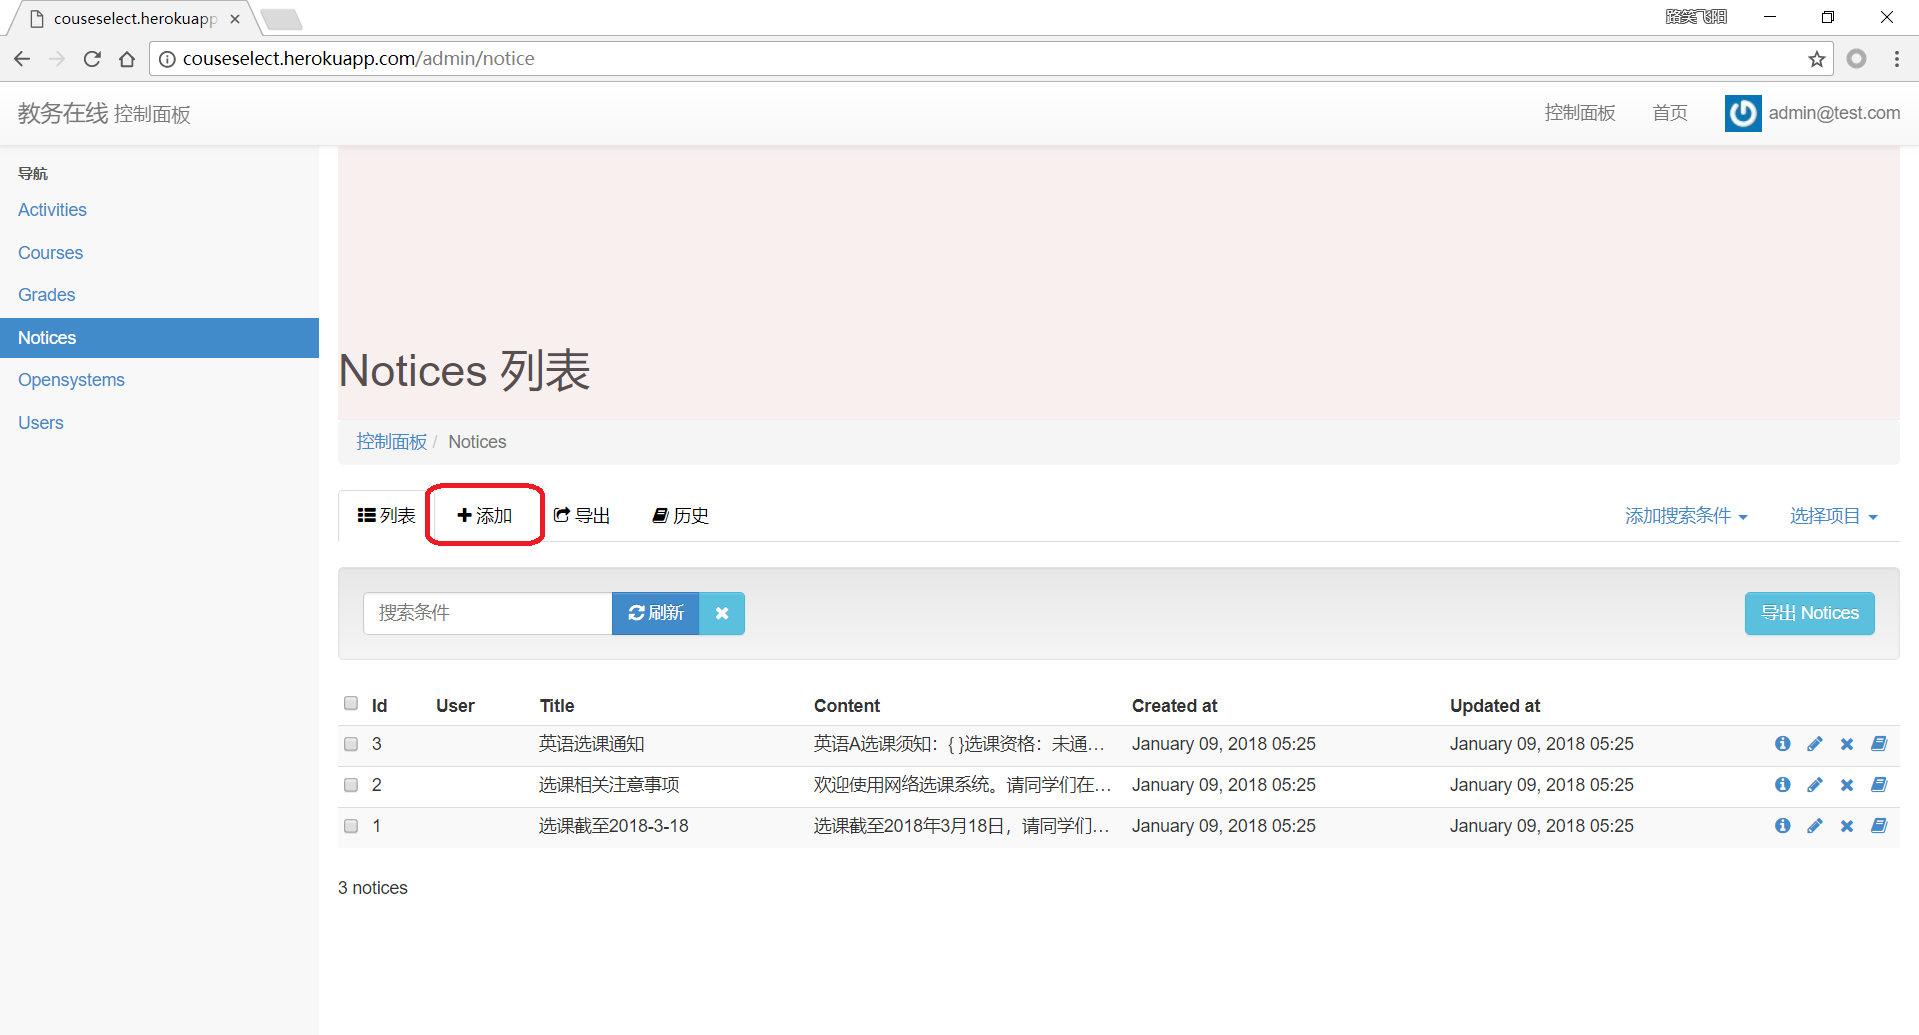 couseselect.herokuapp
路笑飞阳
couseselect.herokuapp.com/admin/notice
教务在线 控制面板
控制面板 首页 admin@test.com
导航
Activities
Courses
Grades
Notices
Opensystems
Users
Notices 列表
控制面板 / Notices
列表 添加 导出 历史 添加搜索条件 选择项目
搜索条件 刷新 导出 Notices
Id User Title Content Created at Updated at
3 英语选课通知 英语A选课须知：{ }选课资格：未通… January 09, 2018 05:25 January 09, 2018 05:25
2 选课相关注意事项 欢迎使用网络选课系统。请同学们在… January 09, 2018 05:25 January 09, 2018 05:25
1 选课截至2018-3-18 选课截至2018年3月18日，请同学们… January 09, 2018 05:25 January 09, 2018 05:25
3 notices